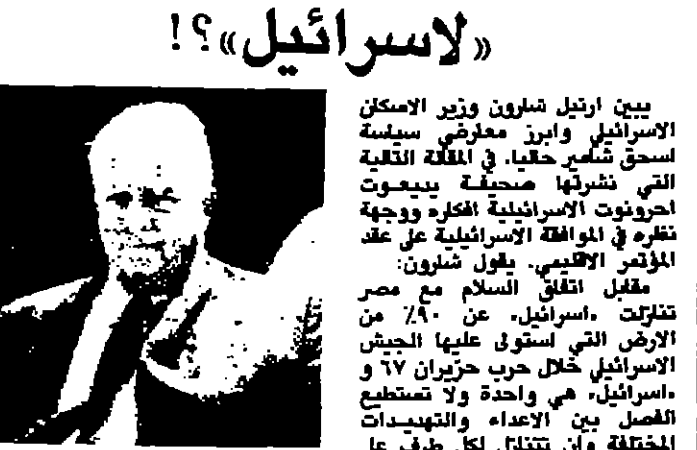 «لاسرائيل»؟!
يبين ارئيل شارون وزير الاسكان
الاسرائيلي وابرز معارضي سياسة
اسحق شامير حاليا، في المقالة التالية
التي نشرتها صحيفة يديعوت
احرونوت الاسرائيلية افكاره ووجهة
نظره في الموافقة الاسرائيلية على عقد
المؤتمر الاقليمي. يقول شارون:
مقابل اتفاق السلام مع مصر
تنازلت «اسرائيل» عن ٩٠٪ من
الارض التي استولى عليها الجيش
الاسرائيلي خلال حرب حزيران ٦٧ و
«اسرائيل» هي واحدة ولا تستطيع
الفصل بين الاعداء والتهديدات
المختلفة وان تتنازل لكل طرف على